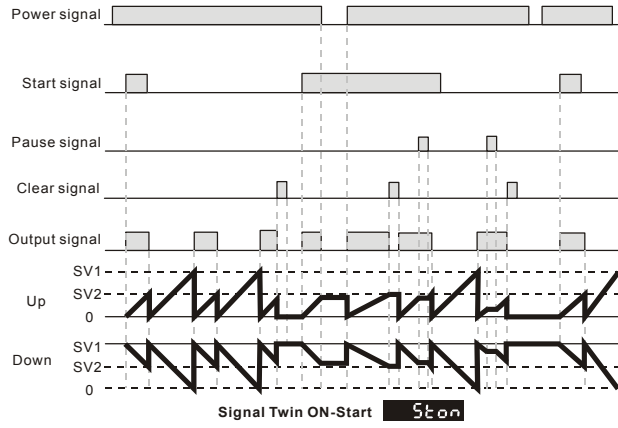 Power signal
Start signal
Pause signal
Clear signal
Output signal
SV1
Up
SV2
0
SV1
Down
SV2
0
Signal Twin ON-Start Ston